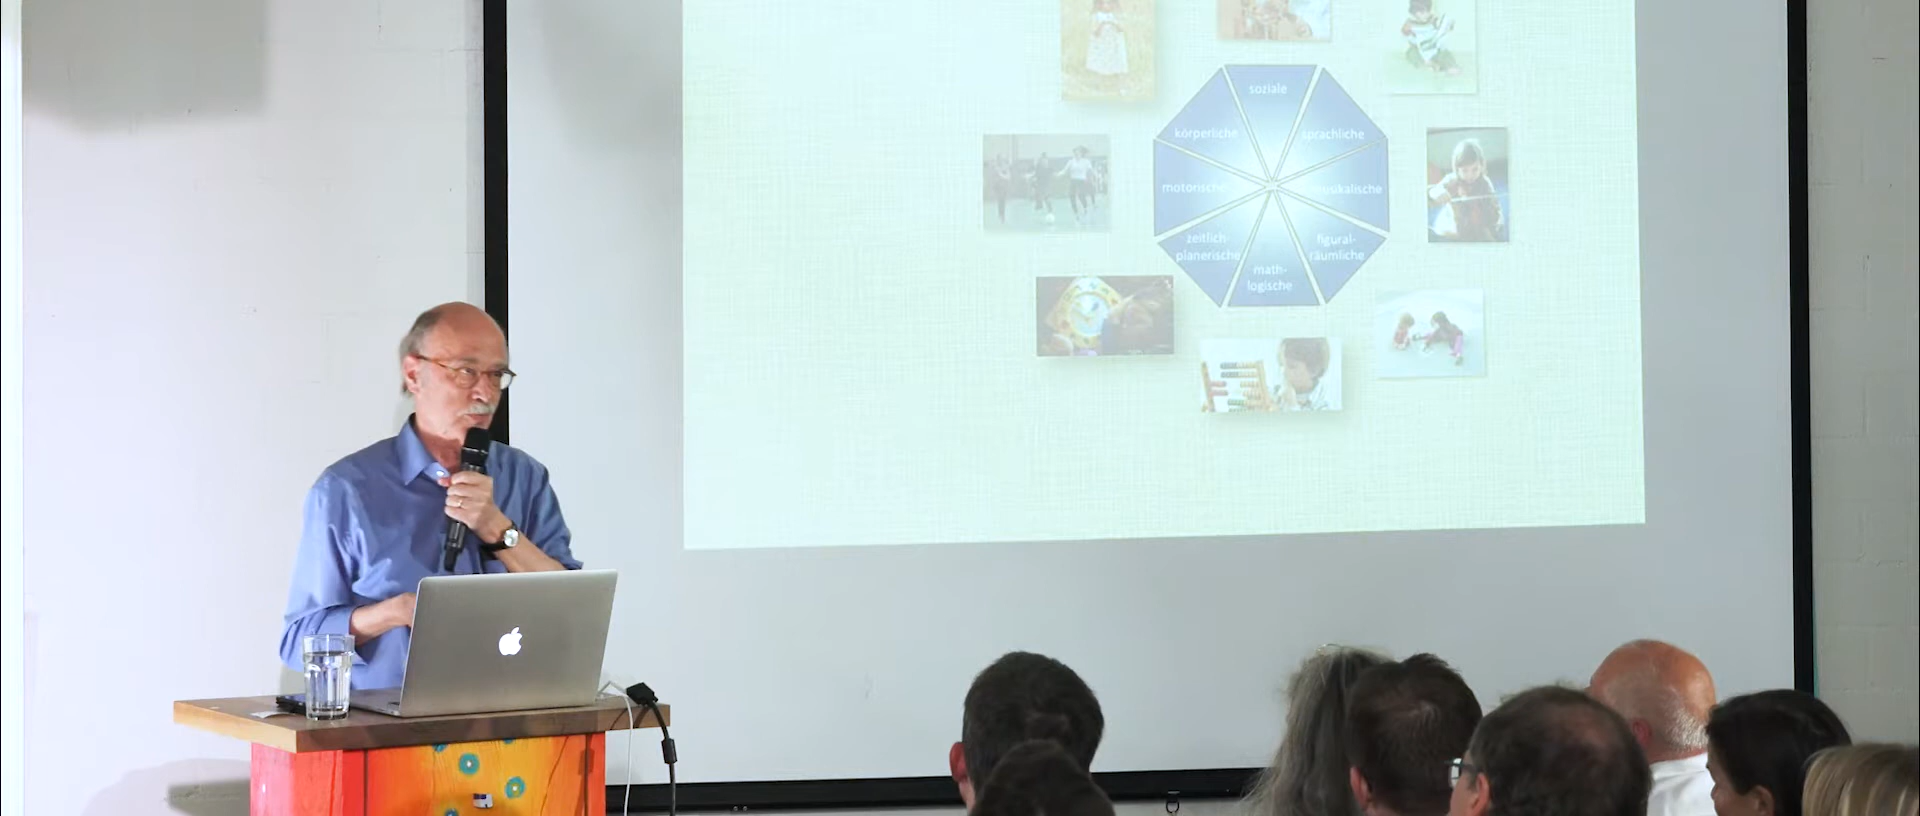 soziale
körperliche
sprachliche
motorische
musikalische
zeitlich-
planerische
figural-
räumliche
math-
logische